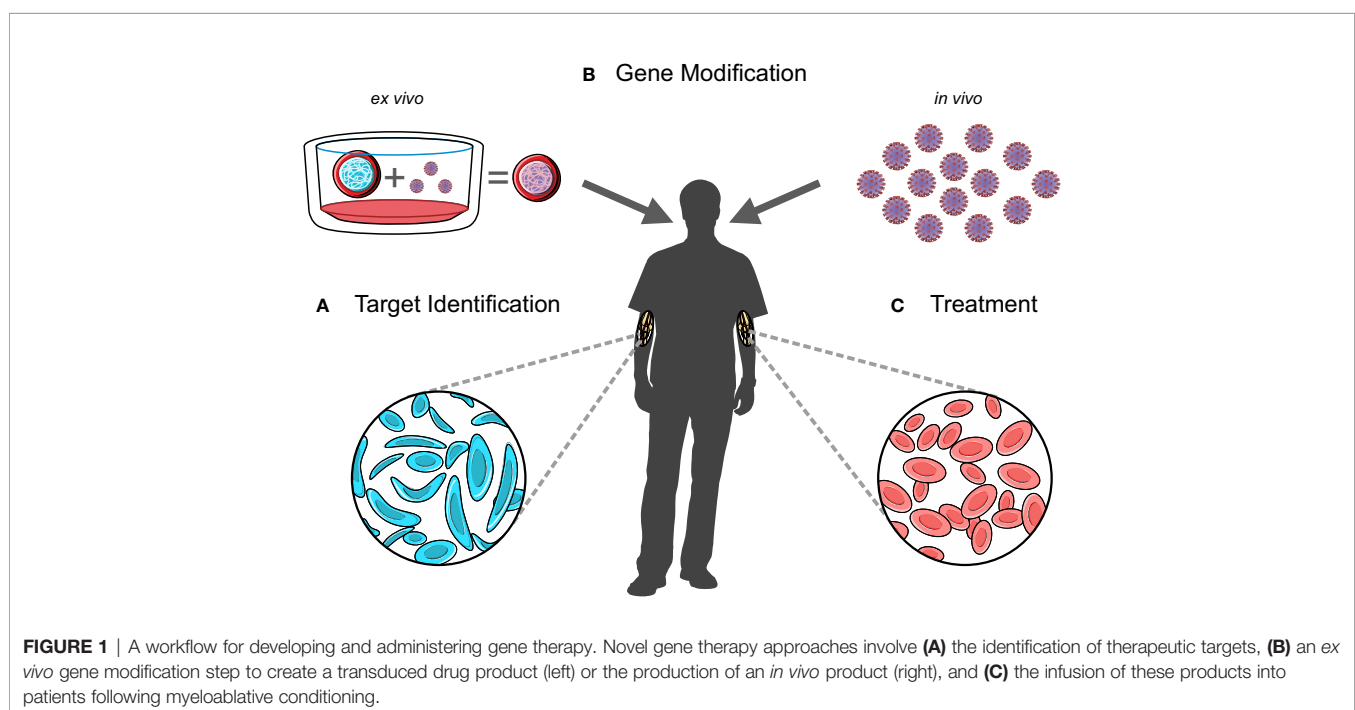 B Gene Modification
ex vivo
in vivo
+
=
A Target Identification
C Treatment
FIGURE 1 | A workflow for developing and administering gene therapy. Novel gene therapy approaches involve (A) the identification of therapeutic targets, (B) an ex
vivo gene modification step to create a transduced drug product (left) or the production of an in vivo product (right), and (C) the infusion of these products into
patients following myeloablative conditioning.